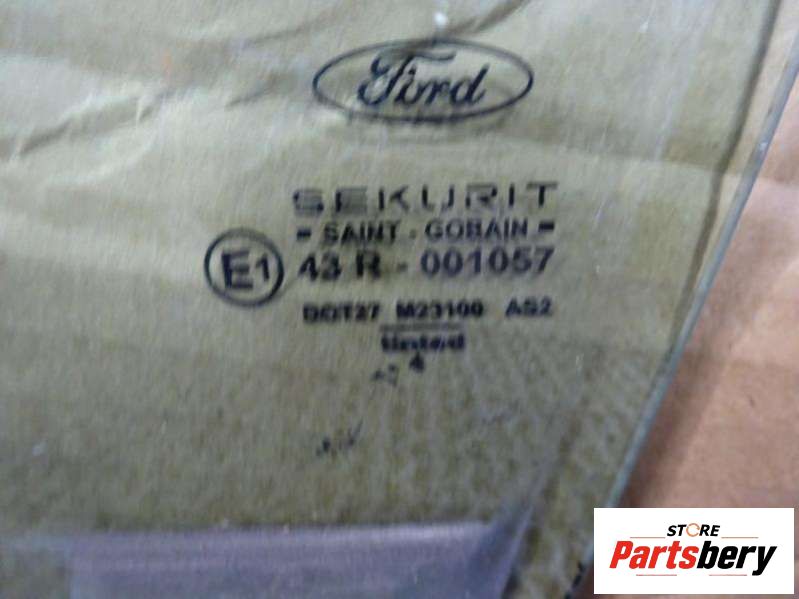 Ford
SEKURIT
- SAINT - GOBAIN -
E1
43 R - 001057
DOT27 M23100 AS2
tinted
4
STORE
Partsbery